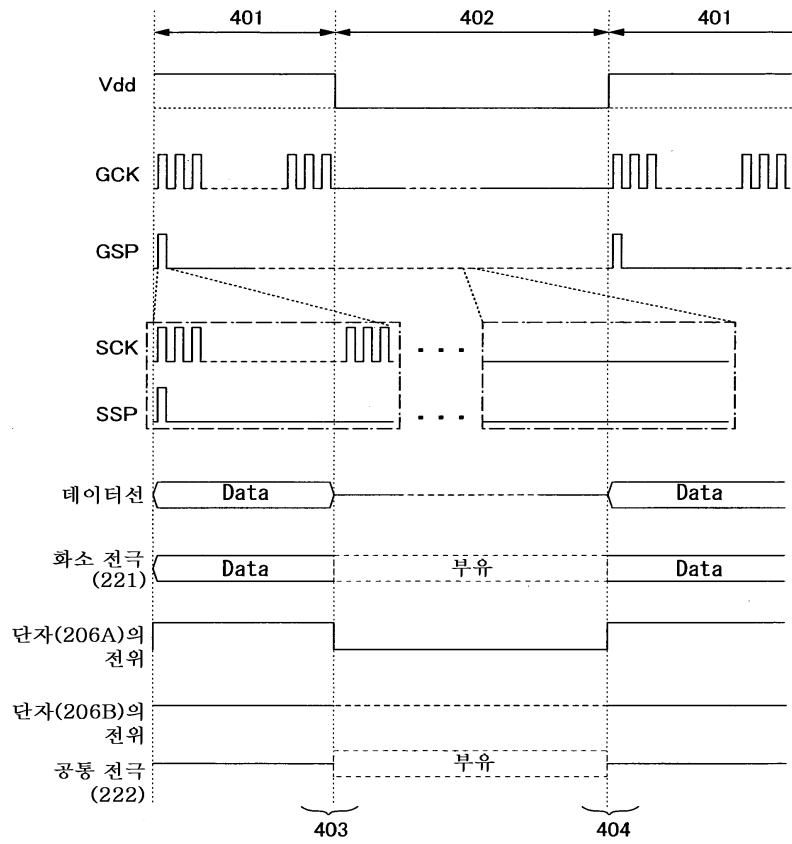 401 402 401
Vdd
GCK
GSP
SCK
SSP
데이터선 Data Data
화소 전극
(221) Data 부유 Data
단자(206A)의
전위
단자(206B)의
전위
공통 전극
(222) 부유
403 404